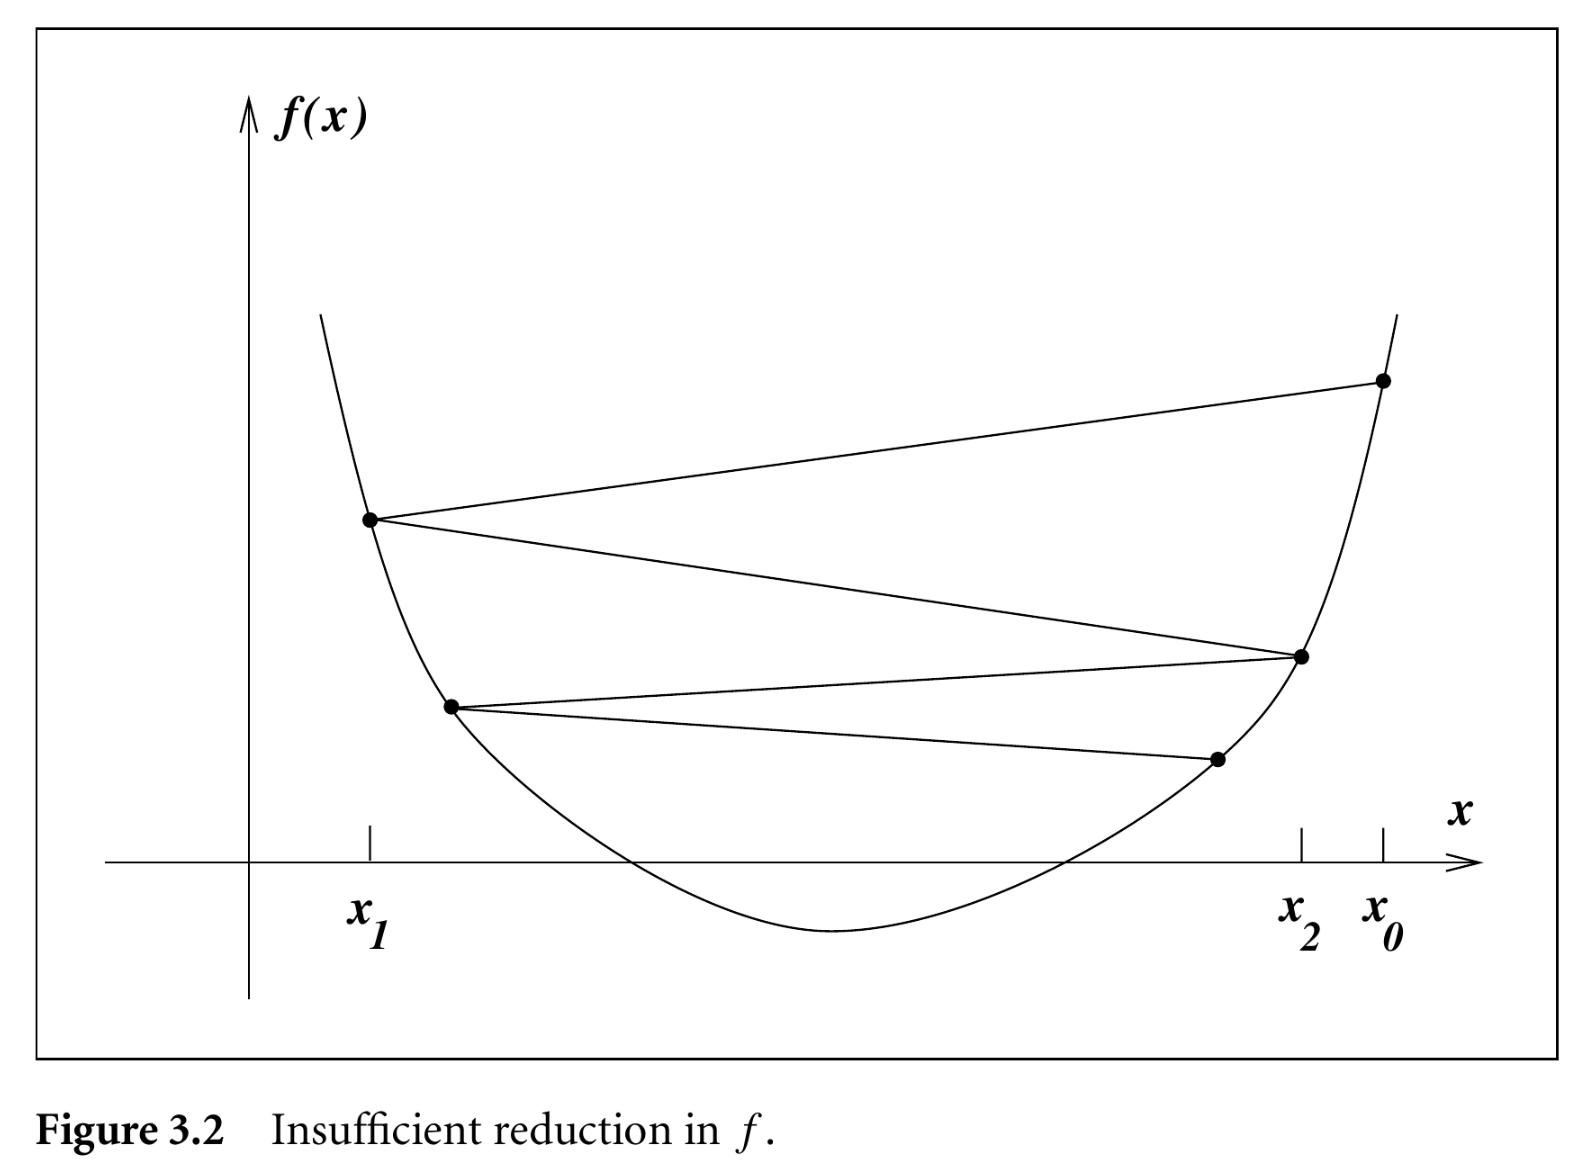 f(x)
x
x1
x2 x0
Figure 3.2 Insufficient reduction in f.